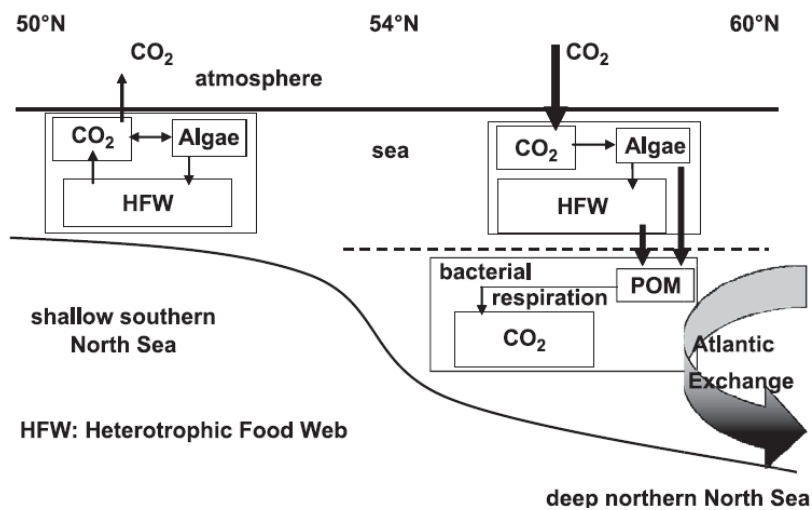 50°N 54°N 60°N
CO₂ CO₂
atmosphere
CO₂ Algae sea CO₂ Algae
HFW HFW
bacterial
respiration
POM
CO₂
shallow southern
North Sea
Atlantic
Exchange
HFW: Heterotrophic Food Web
deep northern North Sea